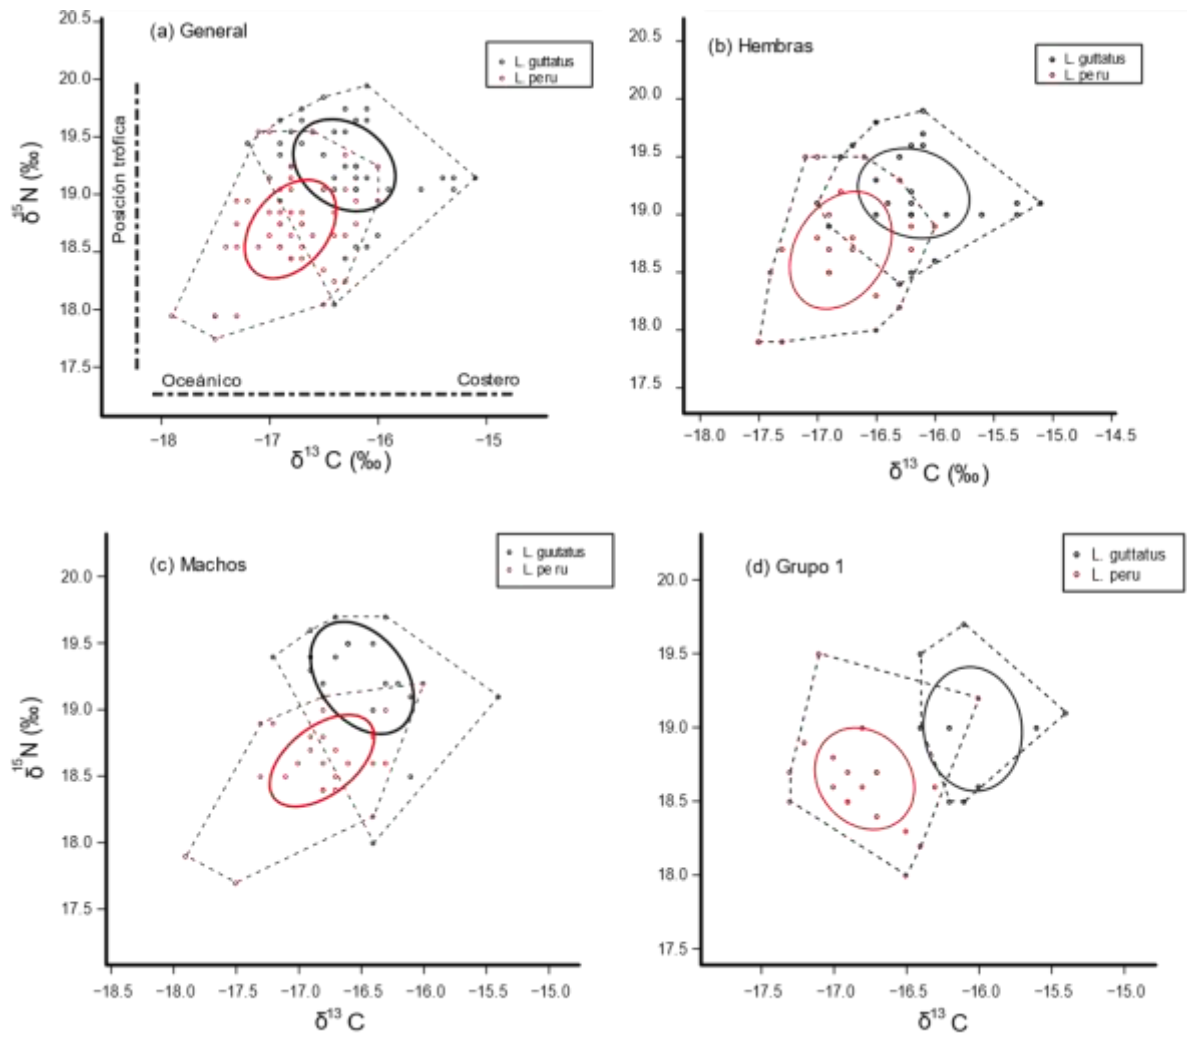 (a) General
L. guttatus
L. peru
20.5
20.0
19.5
19.0
18.5
18.0
17.5
δ15N (‰)
Posición trófica
Oceánico
Costero
−18
−17
−16
−15
δ13 C (‰)
(b) Hembras
L. guttatus
L. peru
20.5
20.0
19.5
19.0
18.5
18.0
17.5
−18.0
−17.5
−17.0
−16.5
−16.0
−15.5
−15.0
−14.5
δ13 C (‰)
(c) Machos
L. guutatus
L. peru
20.0
19.5
19.0
18.5
18.0
17.5
δ15N (‰)
−18.5
−18.0
−17.5
−17.0
−16.5
−16.0
−15.5
−15.0
δ13 C
(d) Grupo 1
L. guttatus
L. peru
20.0
19.5
19.0
18.5
18.0
17.5
−17.5
−17.0
−16.5
−16.0
−15.5
−15.0
δ13 C